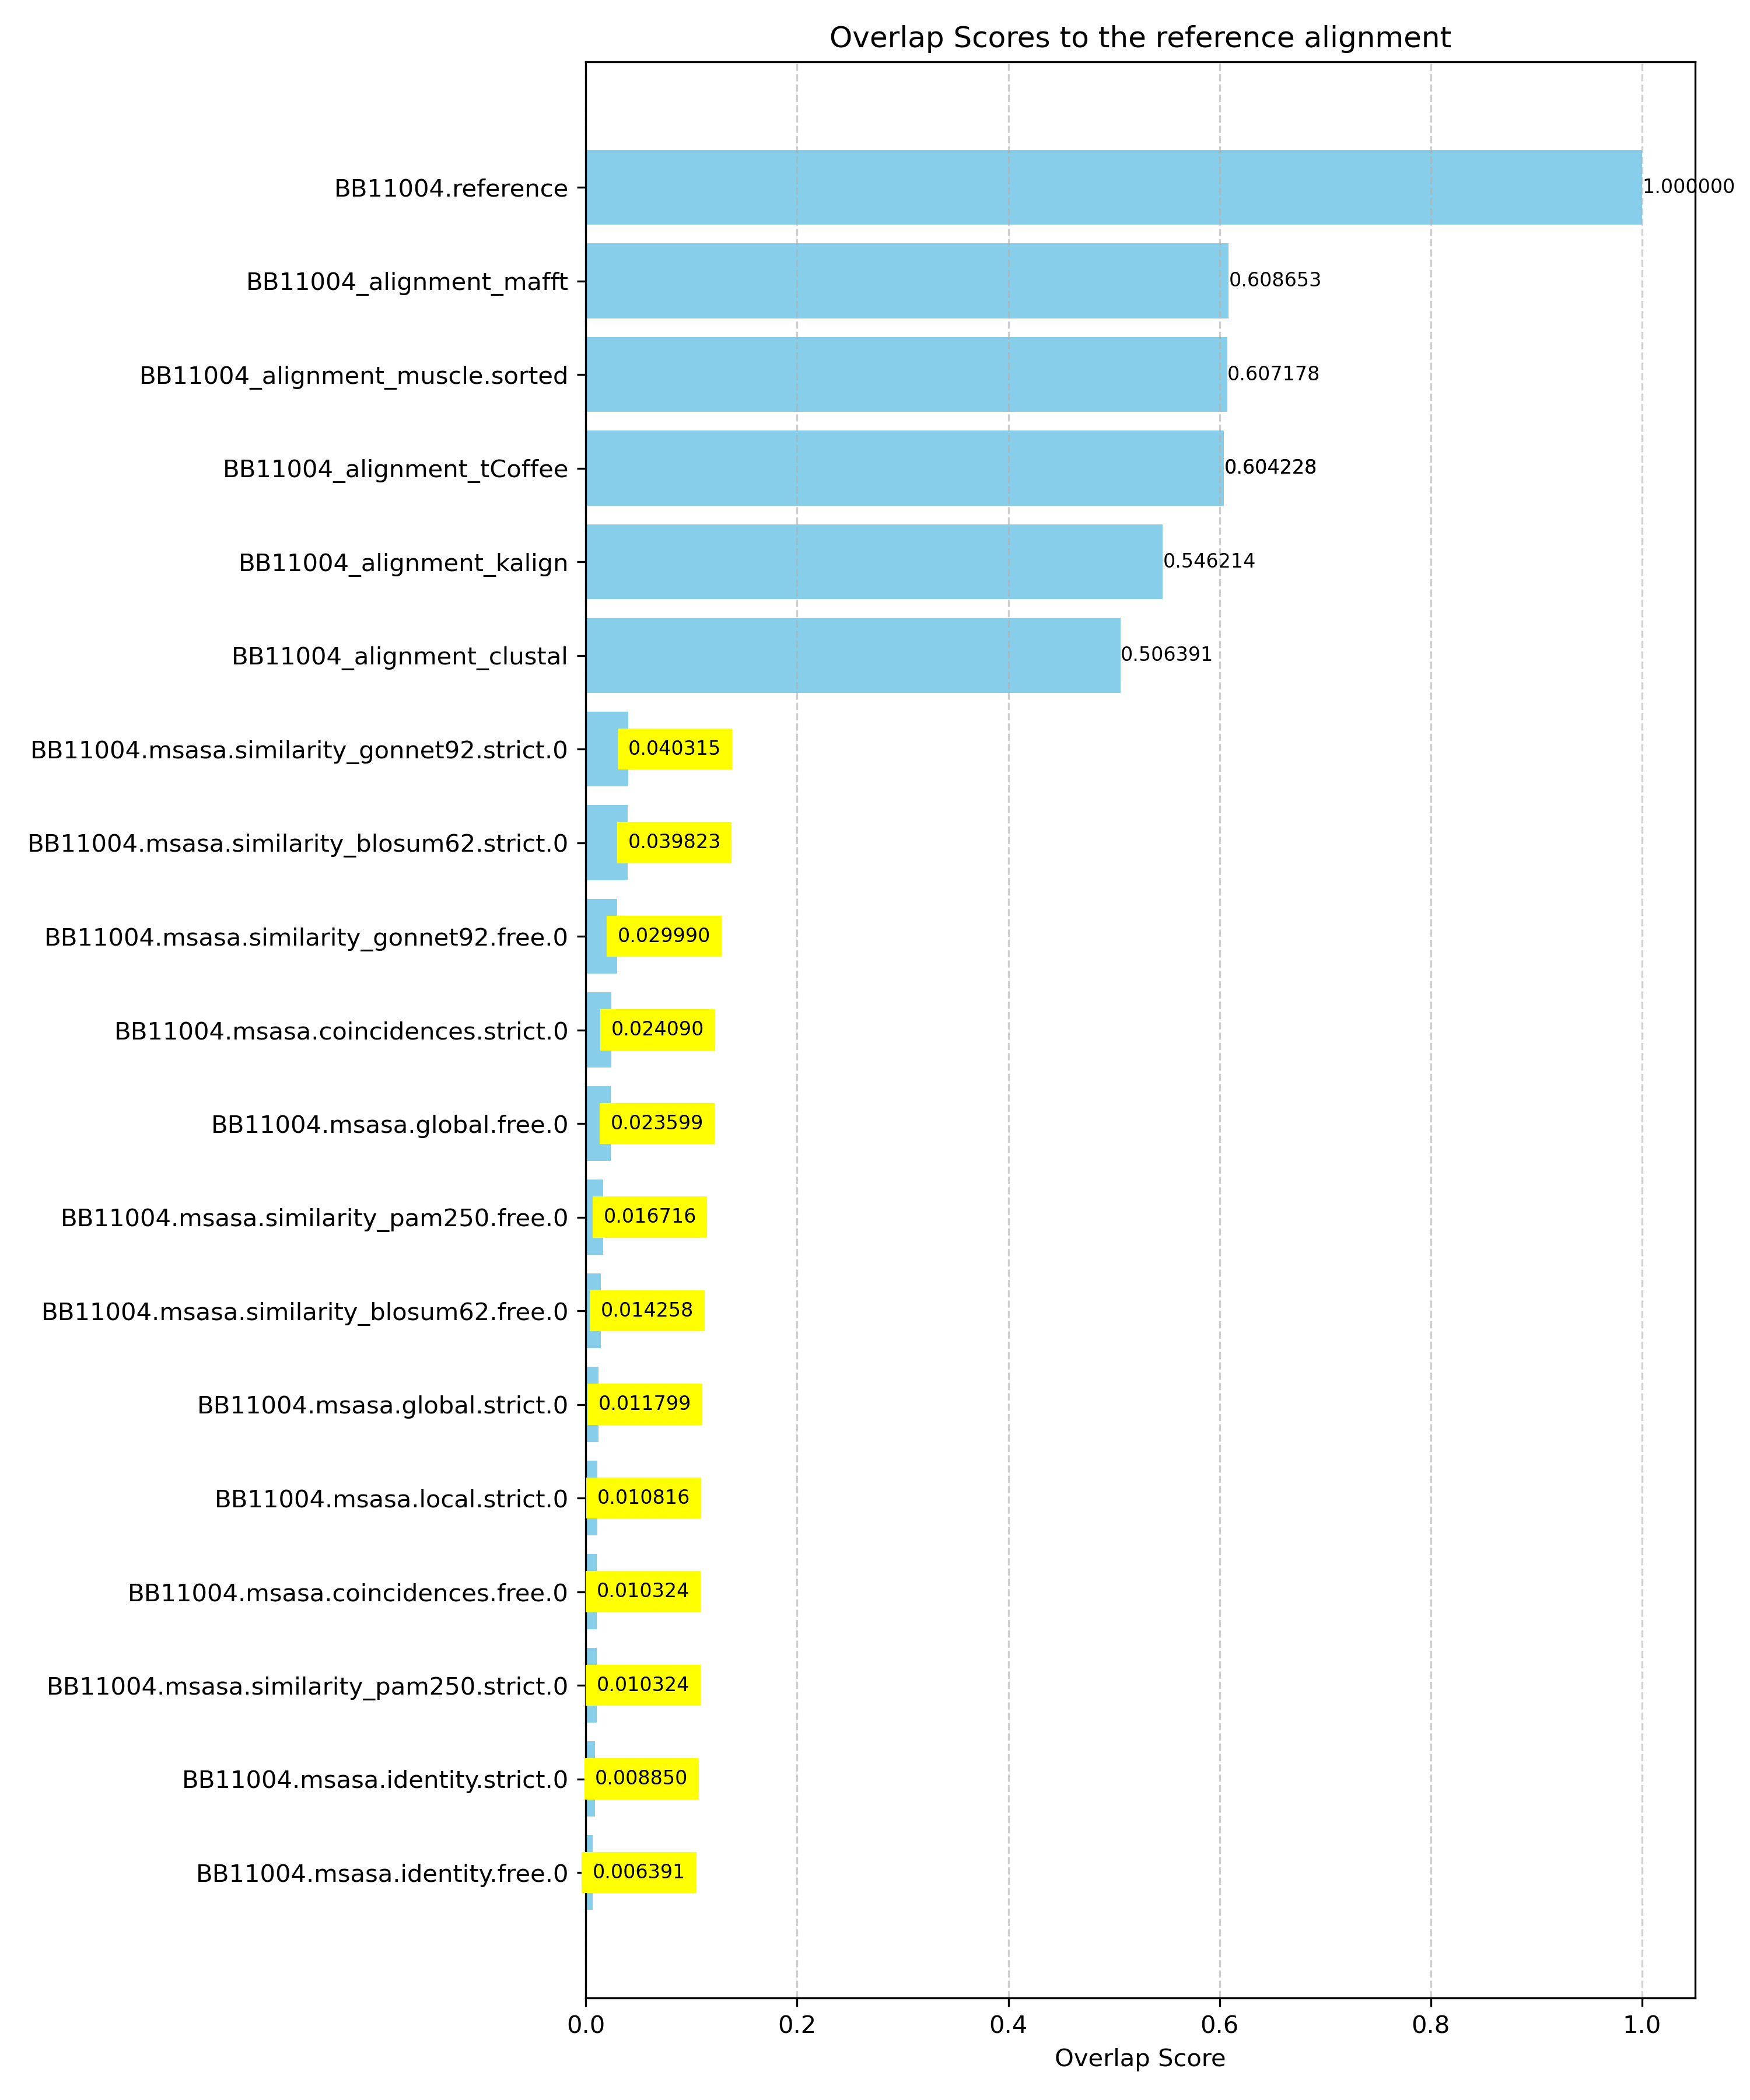 Overlap Scores to the reference alignment
BB11004.reference 1.000000
BB11004_alignment_mafft 0.608653
BB11004_alignment_muscle.sorted 0.607178
BB11004_alignment_tCoffee 0.604228
BB11004_alignment_kalign 0.546214
BB11004_alignment_clustal 0.506391
BB11004.msasa.similarity_gonnet92.strict.0 0.040315
BB11004.msasa.similarity_blosum62.strict.0 0.039823
BB11004.msasa.similarity_gonnet92.free.0 0.029990
BB11004.msasa.coincidences.strict.0 0.024090
BB11004.msasa.global.free.0 0.023599
BB11004.msasa.similarity_pam250.free.0 0.016716
BB11004.msasa.similarity_blosum62.free.0 0.014258
BB11004.msasa.global.strict.0 0.011799
BB11004.msasa.local.strict.0 0.010816
BB11004.msasa.coincidences.free.0 0.010324
BB11004.msasa.similarity_pam250.strict.0 0.010324
BB11004.msasa.identity.strict.0 0.008850
BB11004.msasa.identity.free.0 0.006391
0.0 0.2 0.4 0.6 0.8 1.0
Overlap Score